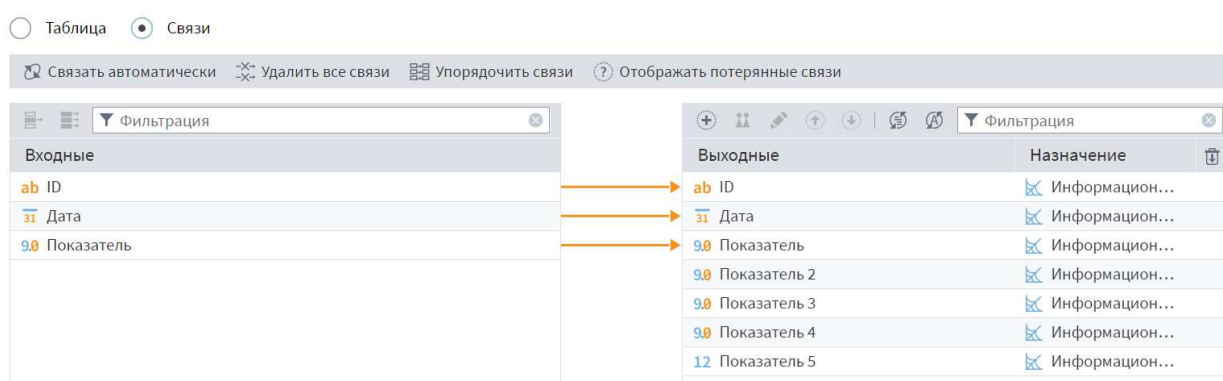 Таблица Связи
Связать автоматически Удалить все связи Упорядочить связи ? Отображать потерянные связи
Фильтрация Фильтрация
Входные Выходные Назначение
ab ID ab ID Информацион...
31 Дата 31 Дата Информацион...
9.0 Показатель 9.0 Показатель Информацион...
9.0 Показатель 2 Информацион...
9.0 Показатель 3 Информацион...
9.0 Показатель 4 Информацион...
12 Показатель 5 Информацион...